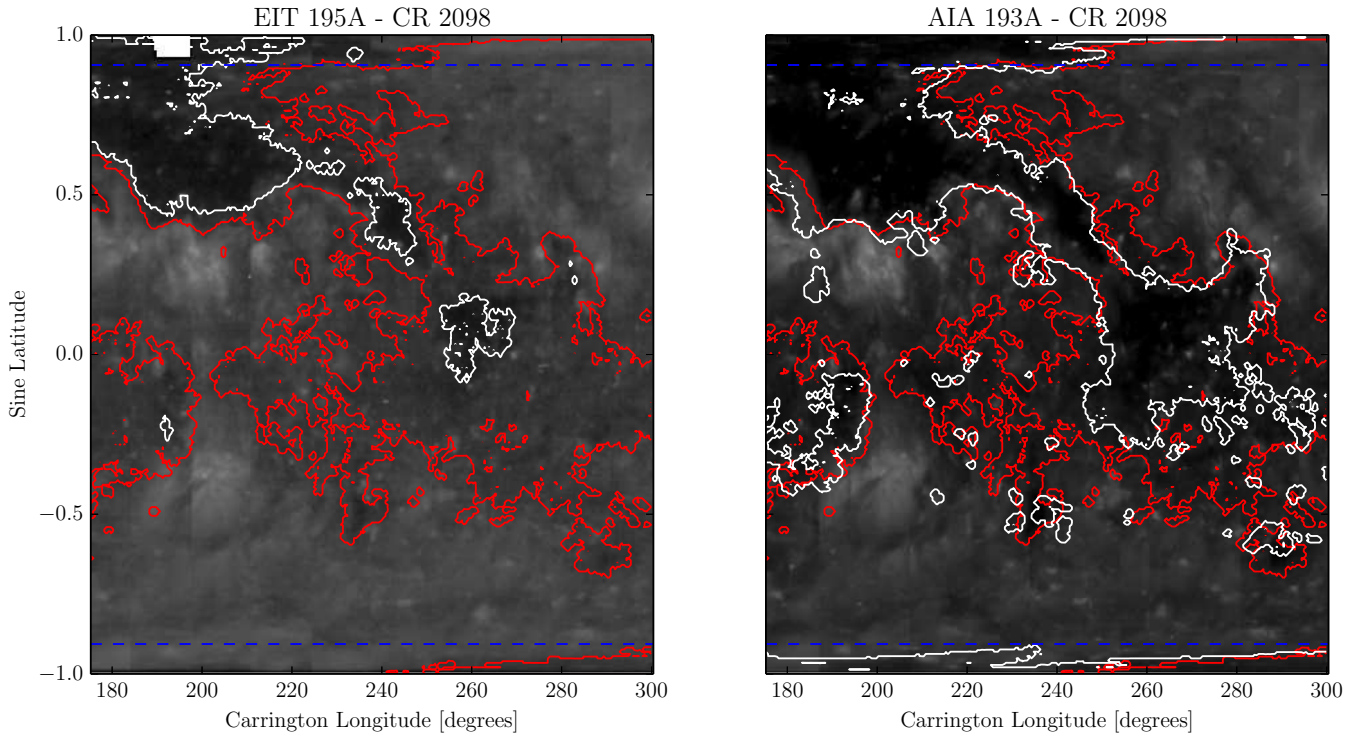 EIT 195A - CR 2098
AIA 193A - CR 2098
1.0
0.5
0.0
−0.5
−1.0
Sine Latitude
180 200 220 240 260 280 300
180 200 220 240 260 280 300
Carrington Longitude [degrees]
Carrington Longitude [degrees]